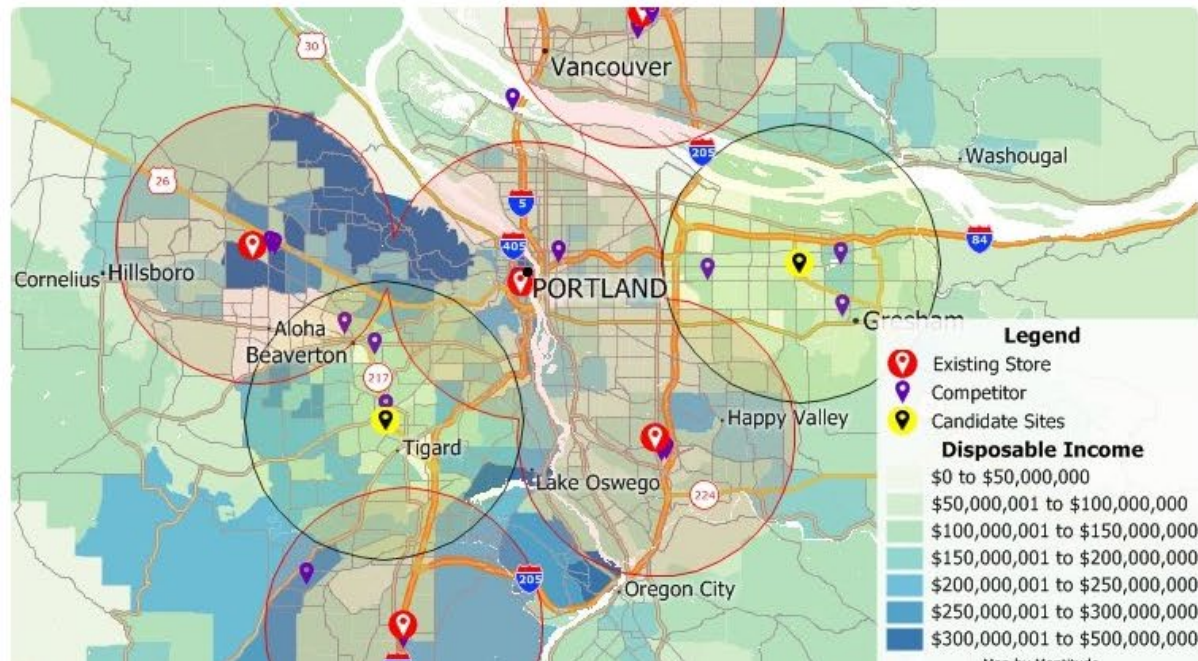 30
Vancouver
205
Washougal
26
5
405
84
Cornelius
Hillsboro
PORTLAND
Aloha
Beaverton
Gresham
217
Tigard
Happy Valley
Lake Oswego
224
205
Oregon City
Legend
Existing Store
Competitor
Candidate Sites
Disposable Income
$0 to $50,000,000
$50,000,001 to $100,000,000
$100,000,001 to $150,000,000
$150,000,001 to $200,000,000
$200,000,001 to $250,000,000
$250,000,001 to $300,000,000
$300,000,001 to $500,000,000
Map by Maptitude